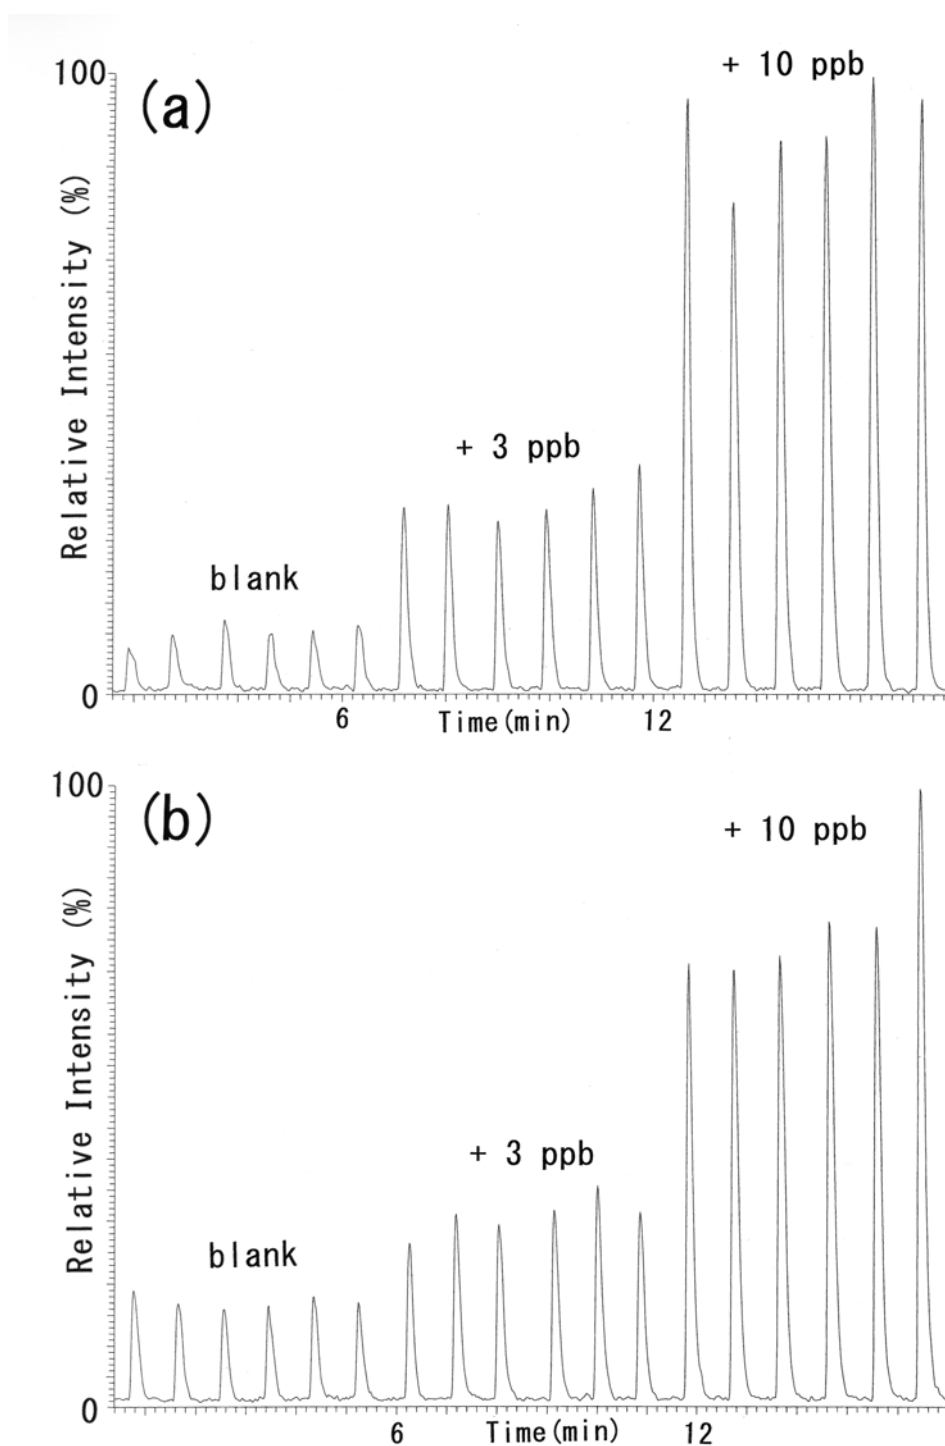 100
(a)
+ 10 ppb
Relative Intensity (%)
+ 3 ppb
blank
0
6
Time(min)
12
100
(b)
+ 10 ppb
Relative Intensity (%)
+ 3 ppb
blank
0
6
Time(min)
12